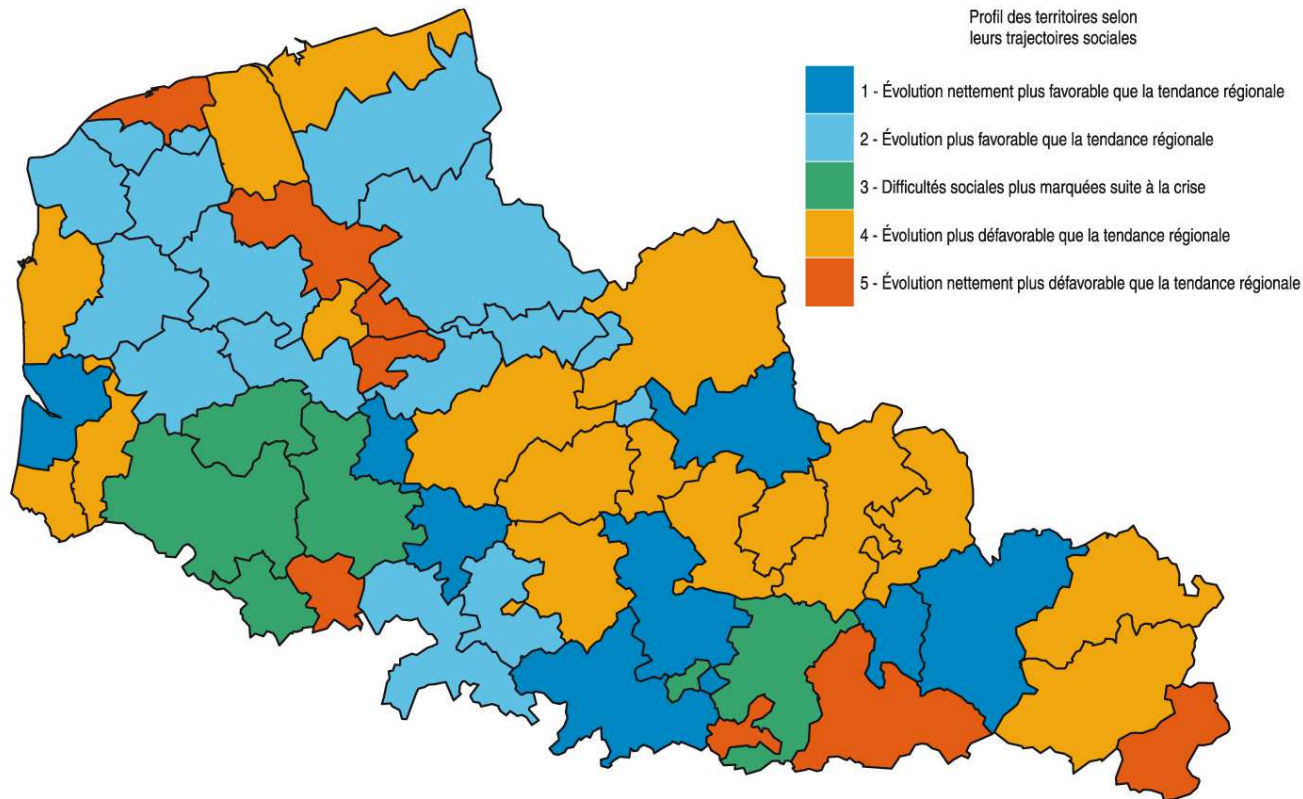 Profil des territoires selon
leurs trajectoires sociales
1 - Évolution nettement plus favorable que la tendance régionale
2 - Évolution plus favorable que la tendance régionale
3 - Difficultés sociales plus marquées suite à la crise
4 - Évolution plus défavorable que la tendance régionale
5 - Évolution nettement plus défavorable que la tendance régionale